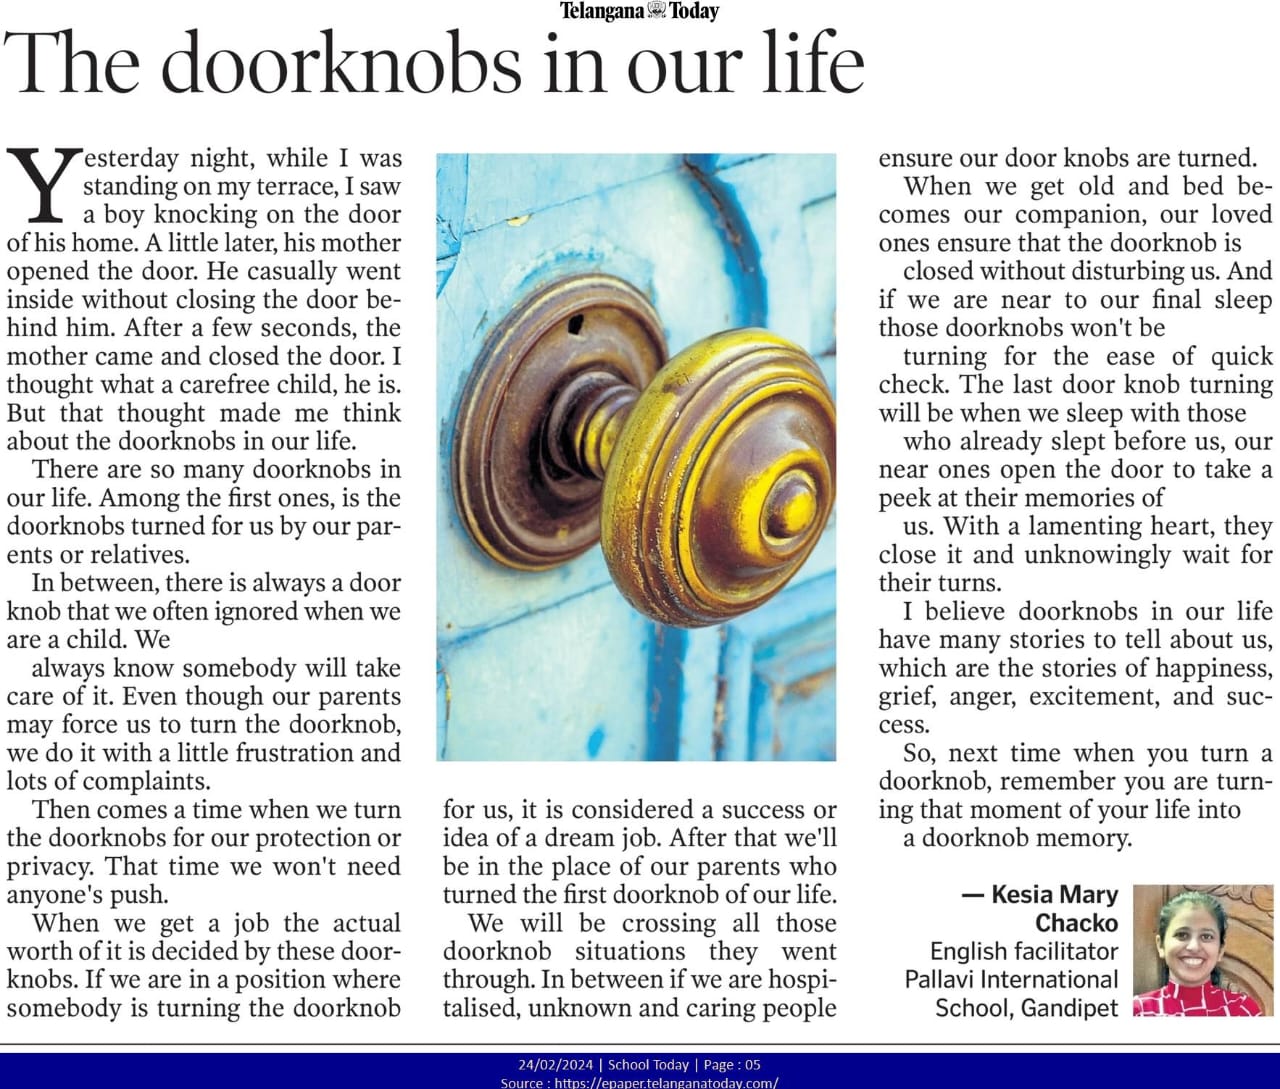 Telangana Today
The doorknobs in our life
Yesterday night, while I was
standing on my terrace, I saw
a boy knocking on the door
of his home. A little later, his mother
opened the door. He casually went
inside without closing the door be-
hind him. After a few seconds, the
mother came and closed the door. I
thought what a carefree child, he is.
But that thought made me think
about the doorknobs in our life.
There are so many doorknobs in
our life. Among the first ones, is the
doorknobs turned for us by our par-
ents or relatives.
In between, there is always a door
knob that we often ignored when we
are a child. We
always know somebody will take
care of it. Even though our parents
may force us to turn the doorknob,
we do it with a little frustration and
lots of complaints.
Then comes a time when we turn
the doorknobs for our protection or
privacy. That time we won't need
anyone's push.
When we get a job the actual
worth of it is decided by these door-
knobs. If we are in a position where
somebody is turning the doorknob
for us, it is considered a success or
idea of a dream job. After that we'll
be in the place of our parents who
turned the first doorknob of our life.
We will be crossing all those
doorknob situations they went
through. In between if we are hospi-
talised, unknown and caring people
ensure our door knobs are turned.
When we get old and bed be-
comes our companion, our loved
ones ensure that the doorknob is
closed without disturbing us. And
if we are near to our final sleep
those doorknobs won't be
turning for the ease of quick
check. The last door knob turning
will be when we sleep with those
who already slept before us, our
near ones open the door to take a
peek at their memories of
us. With a lamenting heart, they
close it and unknowingly wait for
their turns.
I believe doorknobs in our life
have many stories to tell about us,
which are the stories of happiness,
grief, anger, excitement, and suc-
cess.
So, next time when you turn a
doorknob, remember you are turn-
ing that moment of your life into
a doorknob memory.
— Kesia Mary
Chacko
English facilitator
Pallavi International
School, Gandipet
24/02/2024 | School Today | Page : 05
Source : https://epaper.telanganatoday.com/